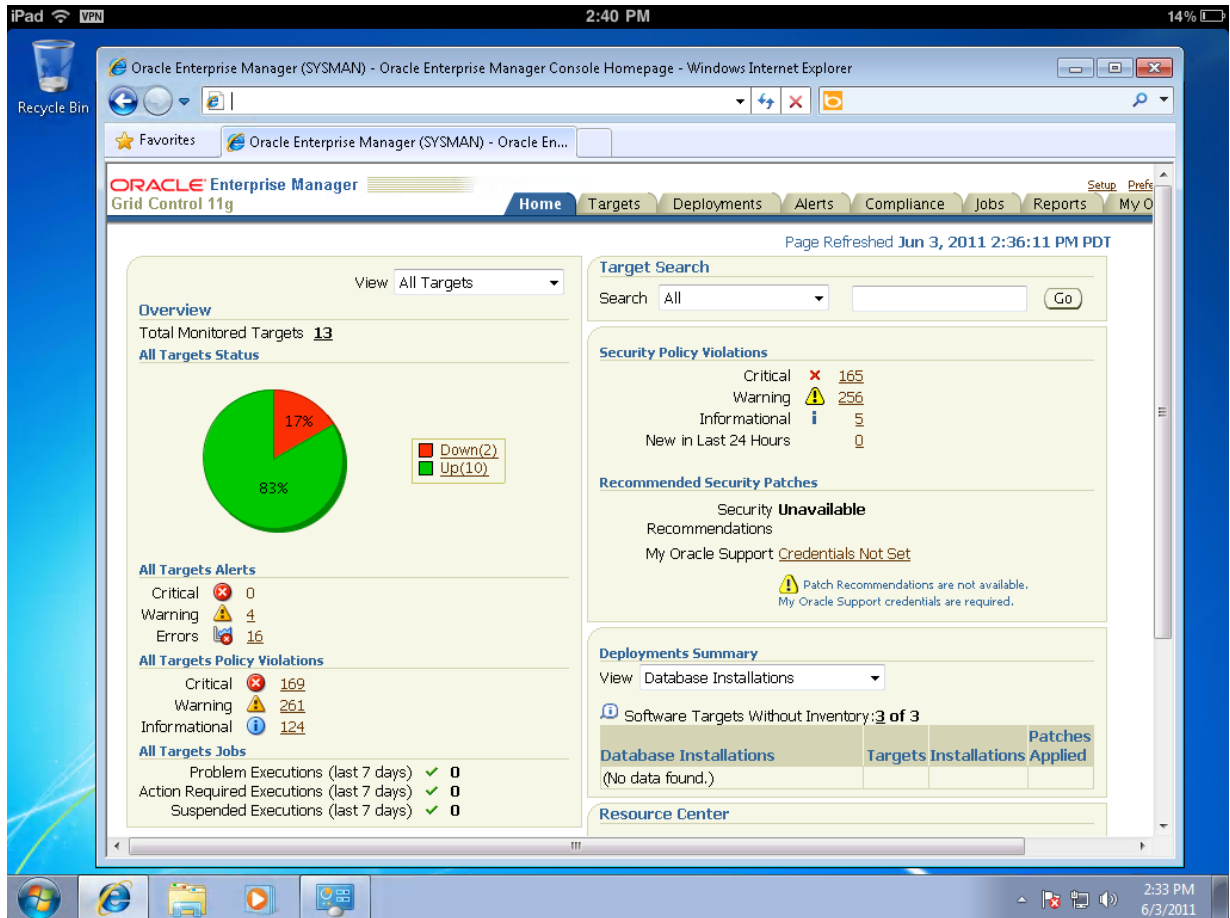 iPad VPN 2:40 PM 14%
Recycle Bin
Oracle Enterprise Manager (SYSMAN) - Oracle Enterprise Manager Console Homepage - Windows Internet Explorer
Favorites Oracle Enterprise Manager (SYSMAN) - Oracle En...
ORACLE Enterprise Manager
Grid Control 11g
Setup Prefe
Home Targets Deployments Alerts Compliance Jobs Reports My O
Page Refreshed Jun 3, 2011 2:36:11 PM PDT
View All Targets
Overview
Total Monitored Targets 13
All Targets Status
17%
83%
Down(2)
Up(10)
All Targets Alerts
Critical 0
Warning 4
Errors 16
All Targets Policy Violations
Critical 169
Warning 261
Informational 124
All Targets Jobs
Problem Executions (last 7 days) 0
Action Required Executions (last 7 days) 0
Suspended Executions (last 7 days) 0
Target Search
Search All Go
Security Policy Violations
Critical 165
Warning 256
Informational 5
New in Last 24 Hours 0
Recommended Security Patches
Security Unavailable
Recommendations
My Oracle Support Credentials Not Set
Patch Recommendations are not available.
My Oracle Support credentials are required.
Deployments Summary
View Database Installations
Software Targets Without Inventory:3 of 3
Database Installations Targets Installations Patches Applied
(No data found.)
Resource Center
2:33 PM
6/3/2011